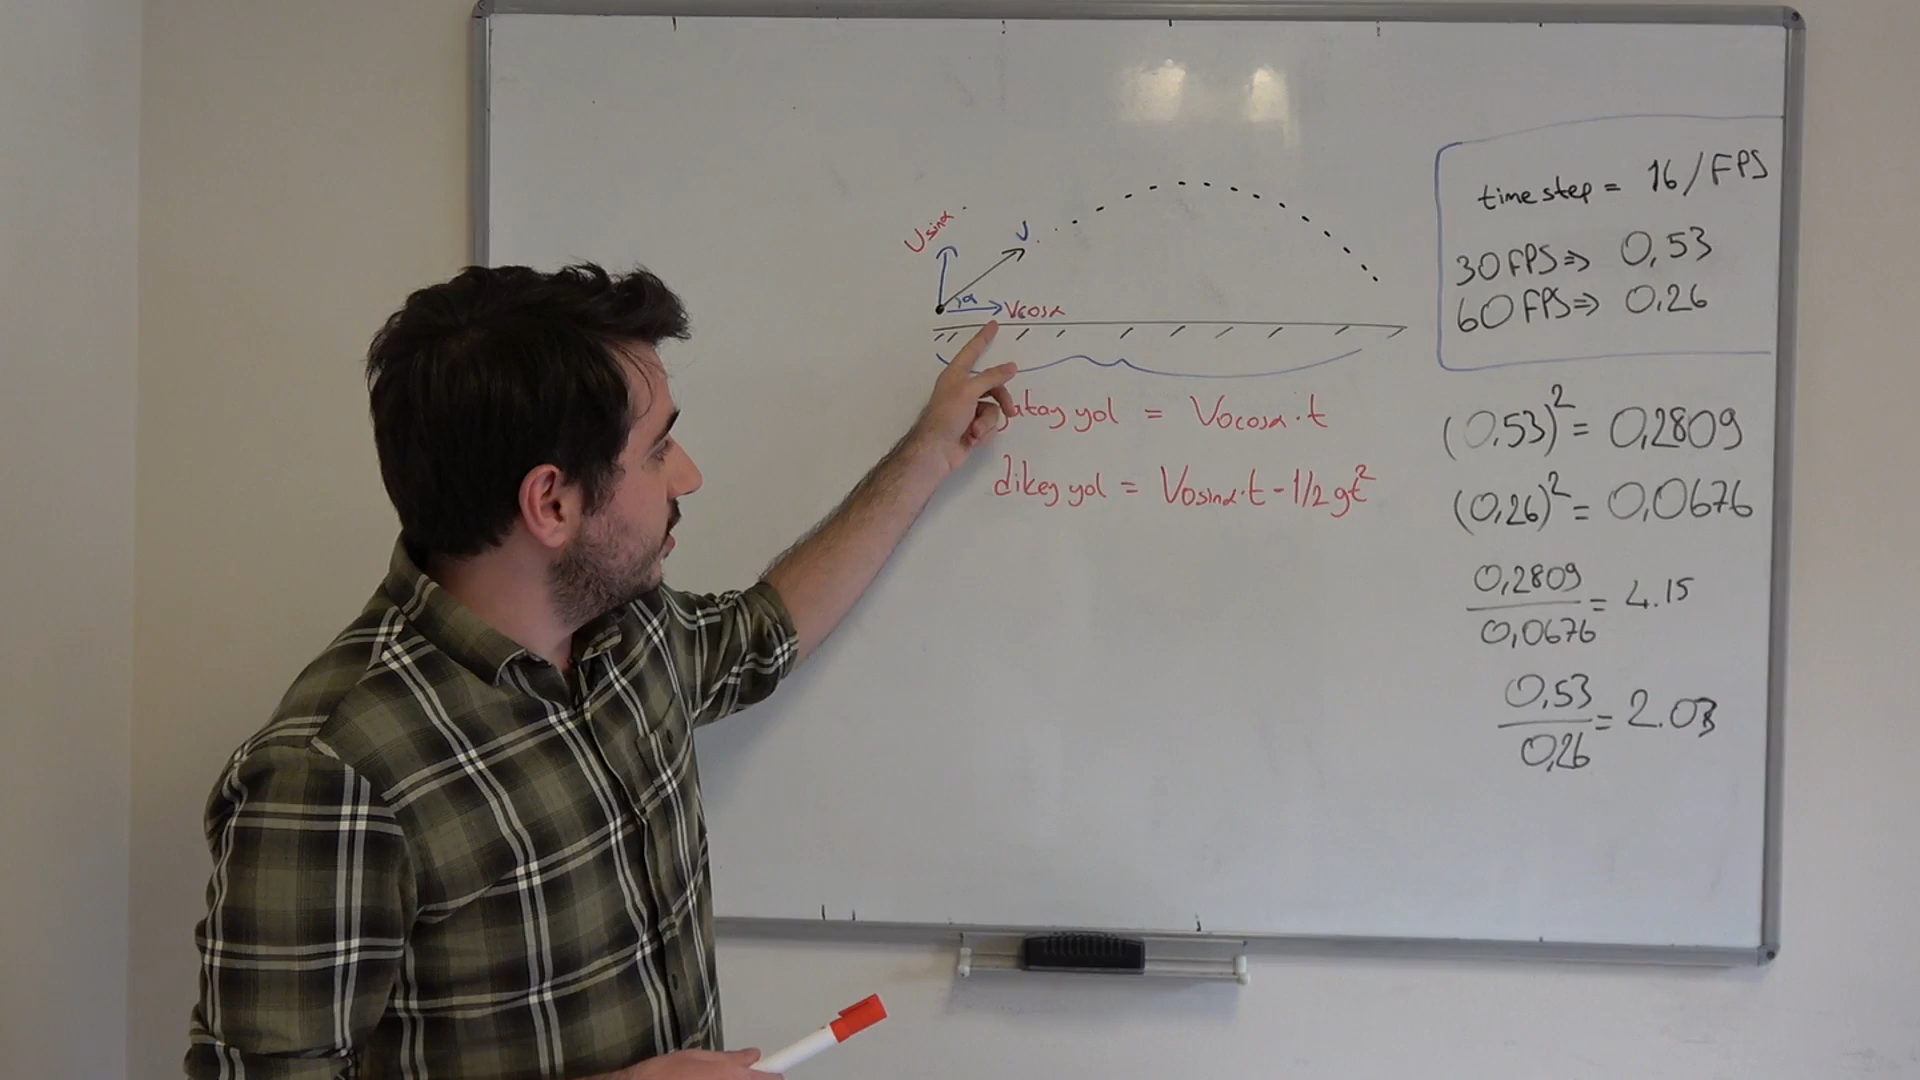 Vsinα
V
α
Vcosα
yatay yol = Vocosα.t
dikey yol = Vosinα.t - 1/2 gt²
time step = 16/FPS
30 FPS => 0,53
60 FPS => 0,26
(0,53)² = 0,2809
(0,26)² = 0,0676
0,2809
0,0676
= 4.15
0,53
0,26
= 2.03